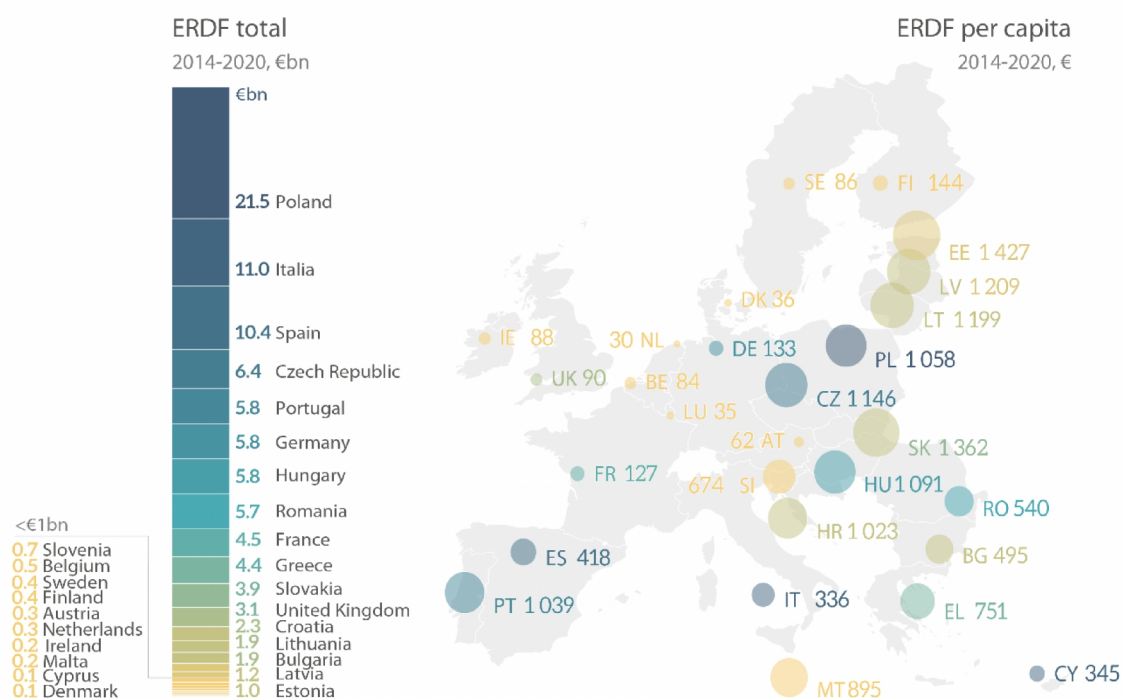 ERDF total
2014-2020, €bn
€bn
21.5 Poland
11.0 Italia
10.4 Spain
6.4 Czech Republic
5.8 Portugal
5.8 Germany
5.8 Hungary
5.7 Romania
4.5 France
4.4 Greece
3.9 Slovakia
3.1 United Kingdom
2.3 Croatia
1.9 Lithuania
1.9 Bulgaria
1.2 Latvia
1.0 Estonia
<€1bn
0.7 Slovenia
0.5 Belgium
0.4 Sweden
0.4 Finland
0.3 Austria
0.3 Netherlands
0.2 Ireland
0.2 Malta
0.1 Cyprus
0.1 Denmark
ERDF per capita
2014-2020, €
SE 86
FI 144
EE 1 427
LV 1 209
LT 1 199
DK 36
IE 88
30 NL
DE 133
PL 1 058
UK 90
BE 84
CZ 1 146
LU 35
62 AT
SK 1 362
FR 127
674 SI
HU 1 091
RO 540
HR 1 023
ES 418
BG 495
PT 1 039
IT 336
EL 751
MT 895
CY 345